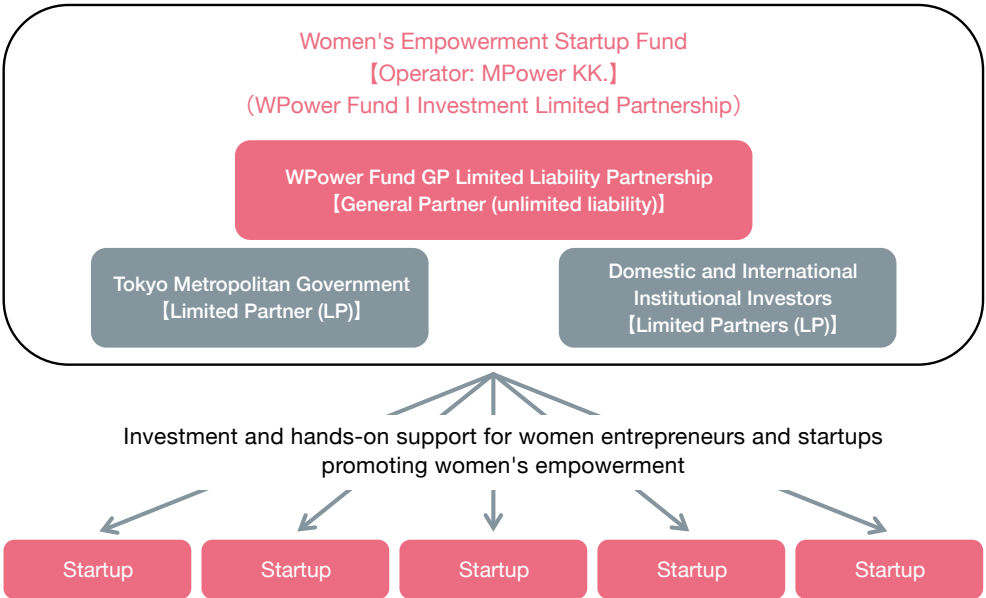 Women's Empowerment Startup Fund
【Operator: MPower KK.】
（WPower Fund I Investment Limited Partnership）
WPower Fund GP Limited Liability Partnership
【General Partner (unlimited liability)】
Tokyo Metropolitan Government
【Limited Partner (LP)】
Domestic and International
Institutional Investors
【Limited Partners (LP)】
Investment and hands-on support for women entrepreneurs and startups
promoting women's empowerment
Startup
Startup
Startup
Startup
Startup